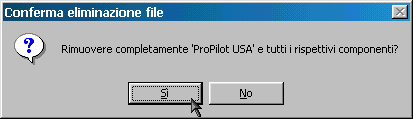 Conferma eliminazione file
Rimuovere completamente 'ProPilot USA' e tutti i rispettivi componenti?
Sì
No